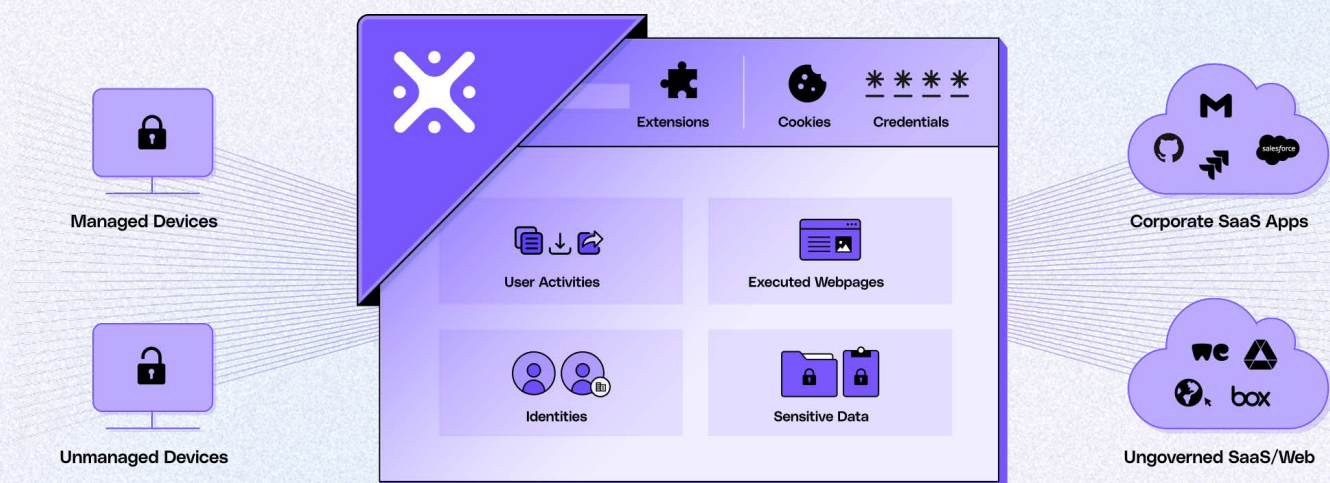 Extensions
Cookies
Credentials
salesforce
Managed Devices
Corporate SaaS Apps
User Activities
Executed Webpages
we
box
Identities
Sensitive Data
Unmanaged Devices
Ungoverned SaaS/Web